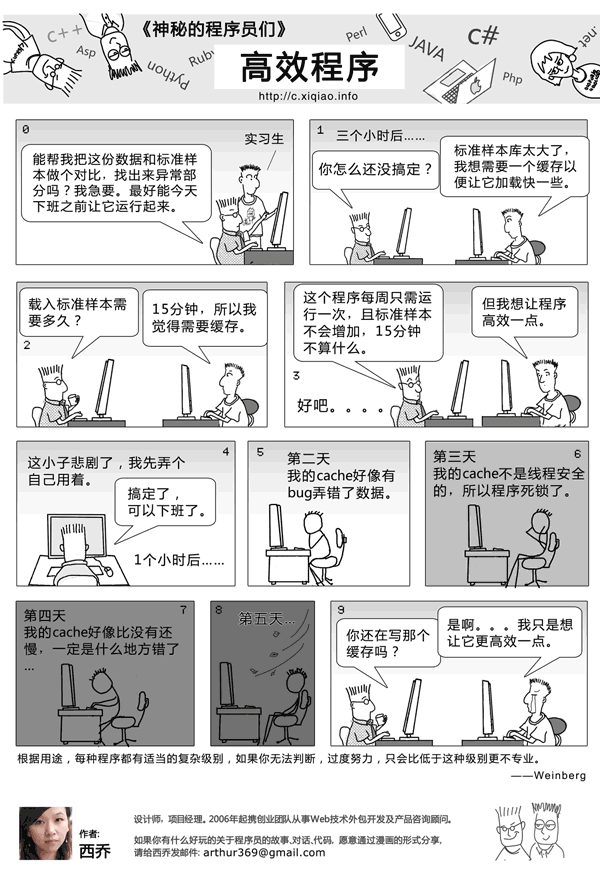 《神秘的程序员们》
C++
Asp
Python
Ruby
Perl
JAVA
C#
Php
.net
高效程序
http://c.xiqiao.info
0
实习生
能帮我把这份数据和标准样
本做个对比，找出来异常部
分吗？我急要。最好能今天
下班之前让它运行起来。
1
三个小时后……
你怎么还没搞定？
标准样本库太大了，
我想需要一个缓存以
便让它加载快一些。
载入标准样本需
要多久？
15分钟，所以我
觉得需要缓存。
2
这个程序每周只需运
行一次，且标准样本
不会增加，15分钟
不算什么。
但我想让程序
高效一点。
3
好吧。。。。
4
这小子悲剧了，我先弄个
自己用着。
搞定了，
可以下班了。
1个小时后……
5
第二天
我的cache好像有
bug弄错了数据。
6
第三天
我的cache不是线程安全
的，所以程序死锁了。
7
第四天
我的cache好像比没有还
慢，一定是什么地方错了
...
8
第五天...
9
你还在写那个
缓存吗？
是啊。。。我只是想
让它更高效一点。
根据用途，每种程序都有适当的复杂级别，如果你无法判断，过度努力，只会比低于这种级别更不专业。
——Weinberg
作者:
西乔
设计师，项目经理。2006年起携创业团队从事Web技术外包开发及产品咨询顾问。
如果你有什么好玩的关于程序员的故事、对话、代码，愿意通过漫画的形式分享，
请给西乔发邮件: arthur369@gmail.com